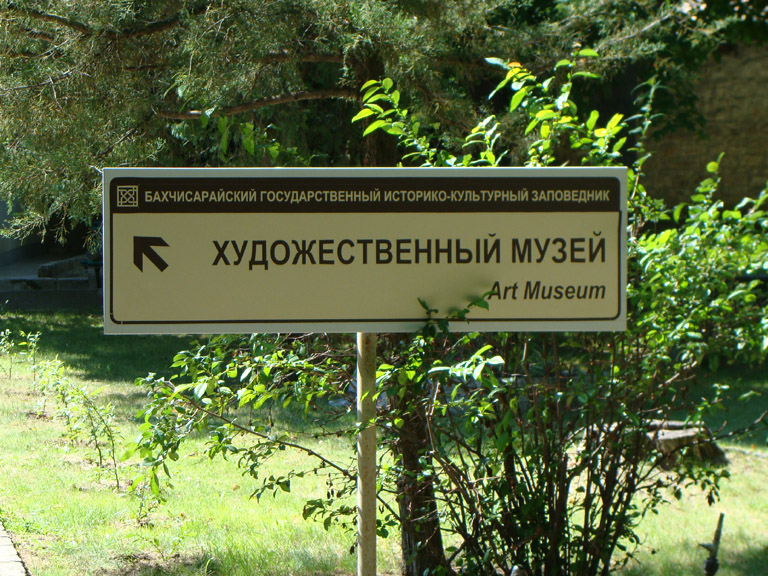 БАХЧИСАРАЙСКИЙ ГОСУДАРСТВЕННЫЙ ИСТОРИКО-КУЛЬТУРНЫЙ ЗАПОВЕДНИК
ХУДОЖЕСТВЕННЫЙ МУЗЕЙ
Art Museum